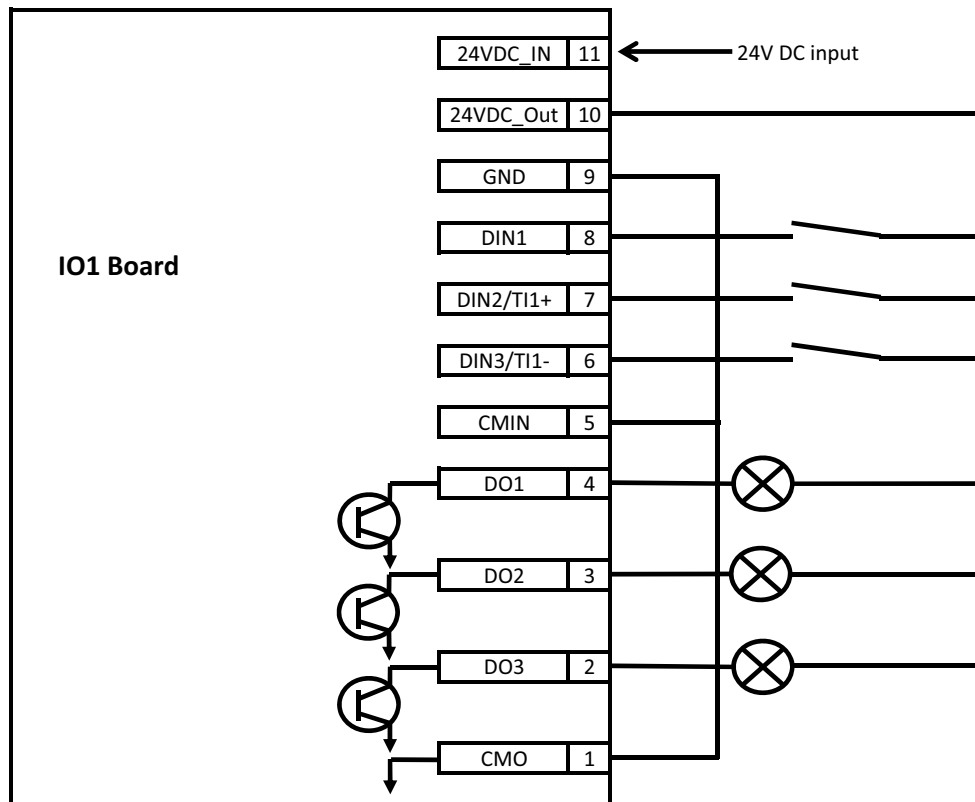 24VDC_IN 11 24V DC input
24VDC_Out 10
GND 9
DIN1 8
IO1 Board
DIN2/TI1+ 7
DIN3/TI1- 6
CMIN 5
DO1 4
DO2 3
DO3 2
CMO 1